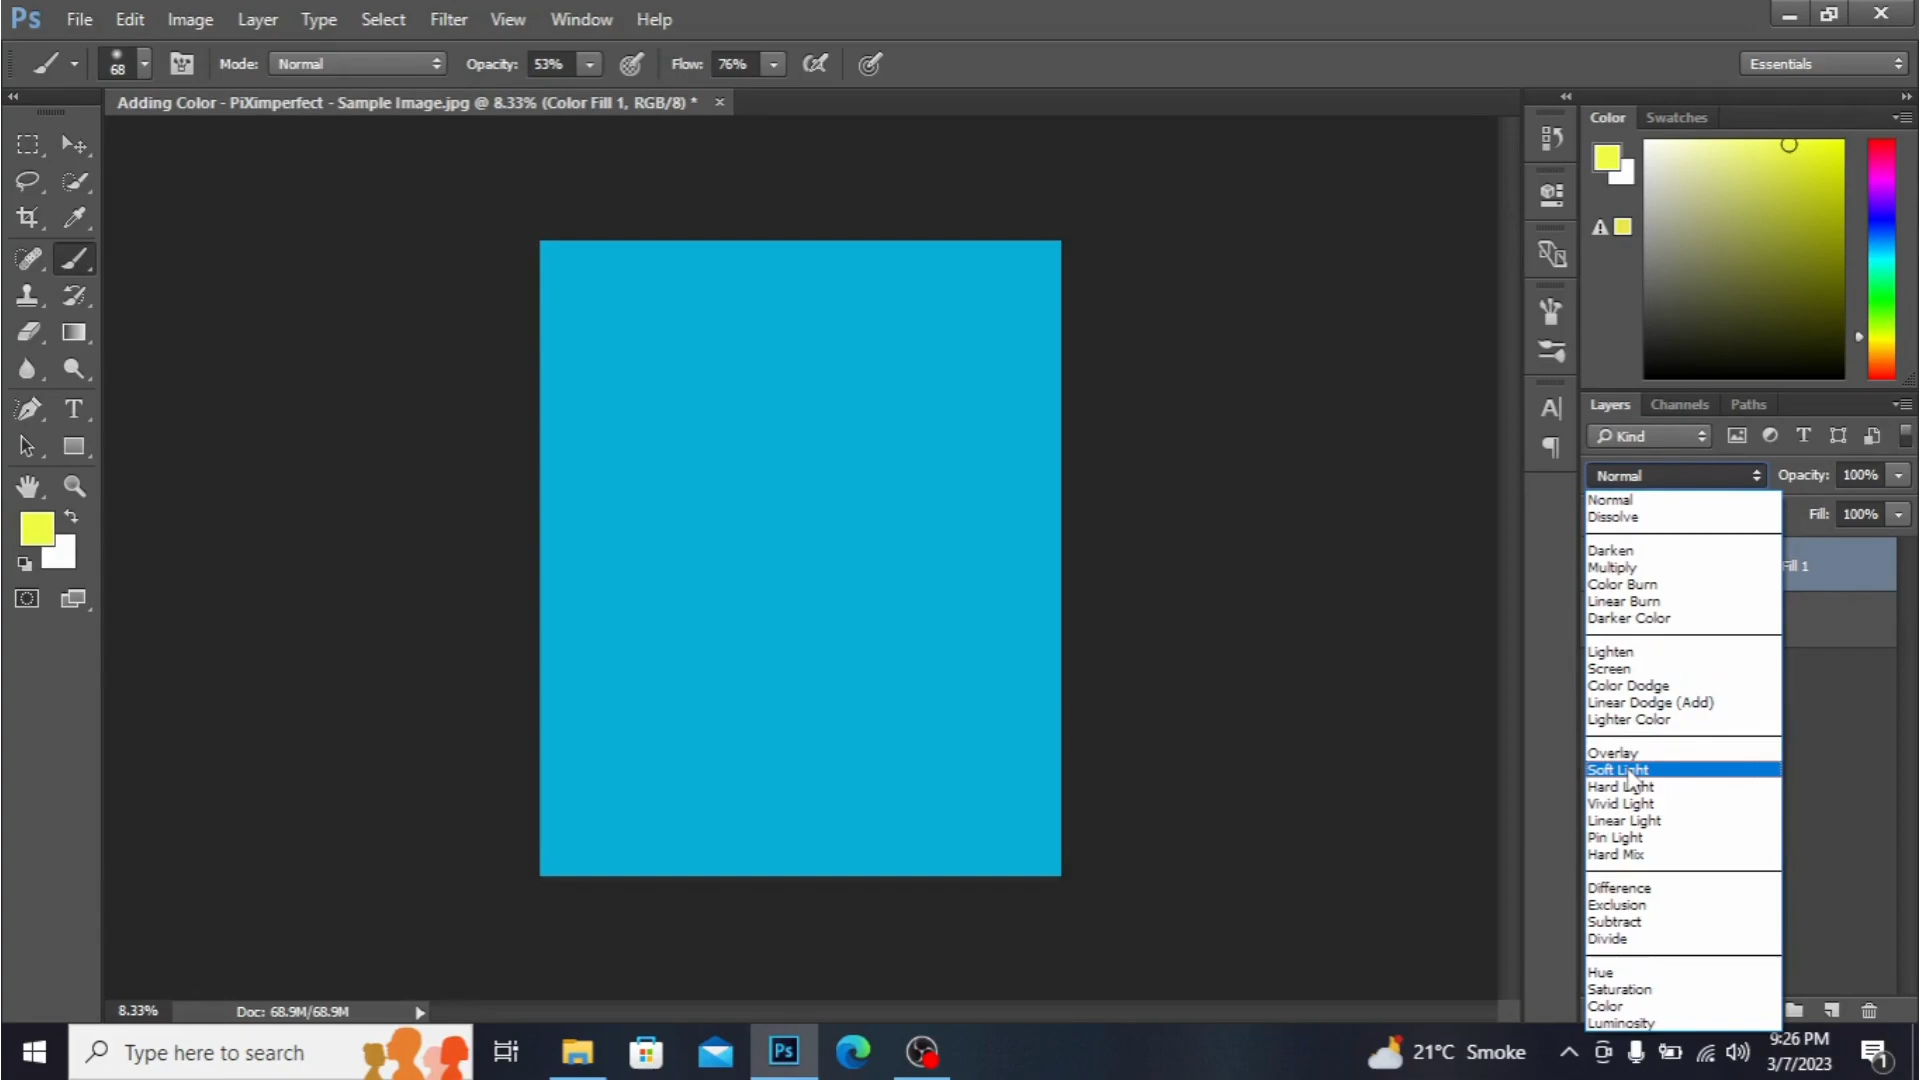 Ps File Edit Image Layer Type Select Filter View Window Help
68 Mode: Normal Opacity: 53% Flow: 76% Essentials
Adding Color - PiXimperfect - Sample Image.jpg @ 8.33% (Color Fill 1, RGB/8) * ×
Color Swatches
Layers Channels Paths
Kind
Normal Opacity: 100%
Normal
Dissolve
Fill: 100%
Darken
Multiply
Fill 1
Color Burn
Linear Burn
Darker Color
Lighten
Screen
Color Dodge
Linear Dodge (Add)
Lighter Color
Overlay
Soft Light
Hard Light
Vivid Light
Linear Light
Pin Light
Hard Mix
Difference
Exclusion
Subtract
Divide
Hue
Saturation
Color
Luminosity
8.33% Doc: 68.9M/68.9M
Type here to search
Ps
21°C Smoke
9:26 PM
3/7/2023
1